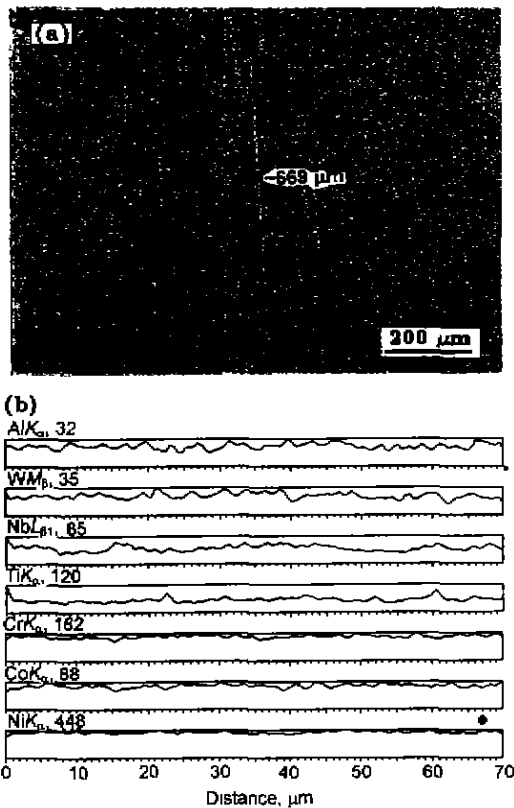 (a)
669 μm
200 μm
(b)
AlKα, 32
WMβ, 35
NbLβ1, 65
TiKα, 120
CrKα, 162
CoKα, 88
NiKα, 448
0 10 20 30 40 50 60 70
Distance, μm